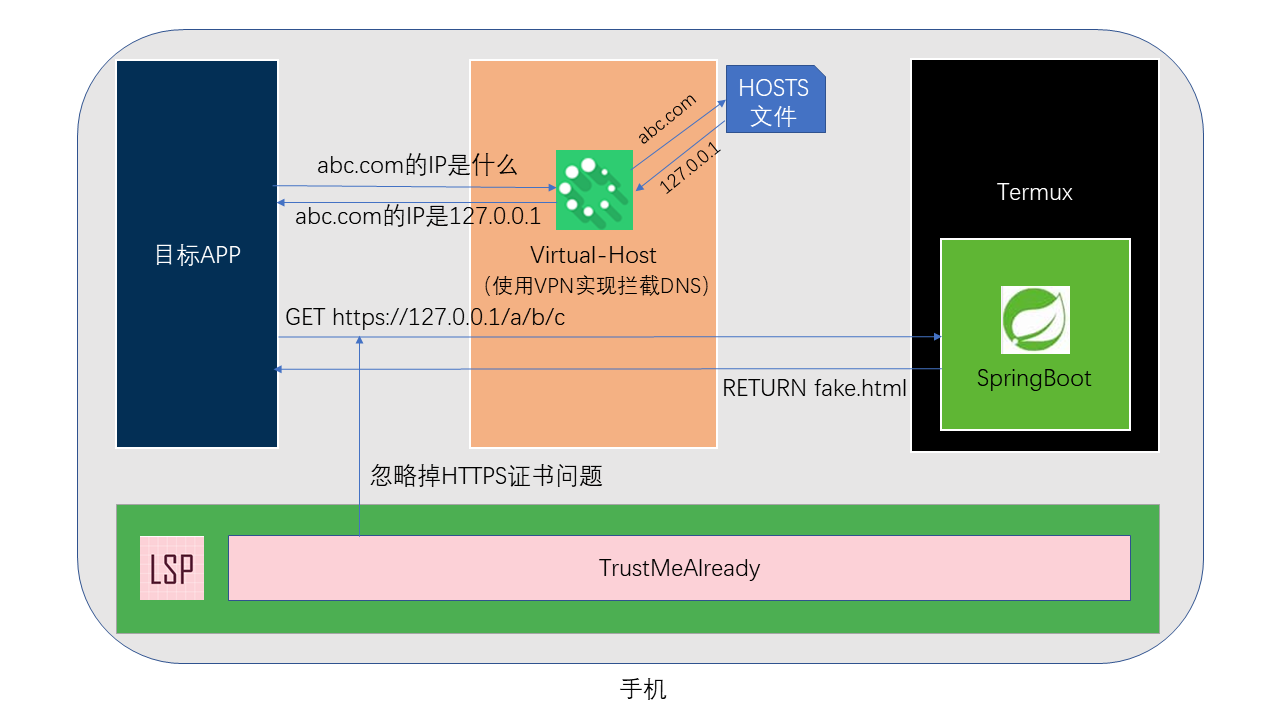 HOSTS
文件
abc.com
127.0.0.1
abc.com的IP是什么
abc.com的IP是127.0.0.1
目标APP
Virtual-Host
（使用VPN实现拦截DNS）
Termux
GET https://127.0.0.1/a/b/c
RETURN fake.html
SpringBoot
忽略掉HTTPS证书问题
LSP
TrustMeAlready
手机